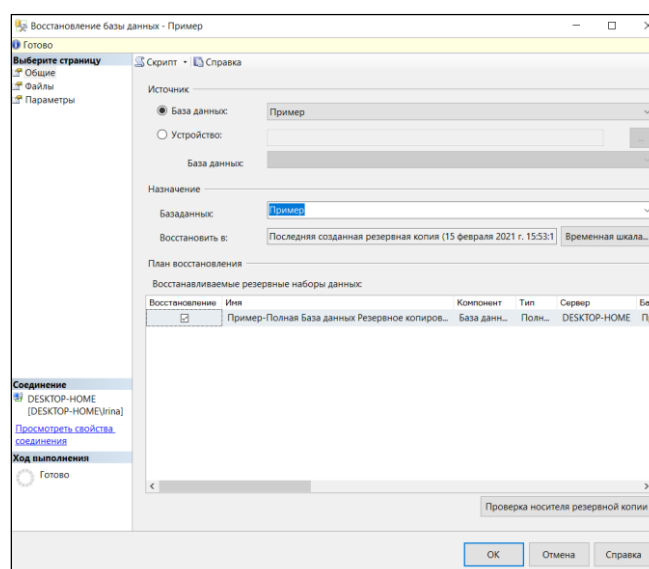 Восстановление базы данных - Пример
Готово
Выберите страницу
Общие
Файлы
Параметры
Скрипт
Справка
Источник
База данных:
Пример
Устройство:
...
База данных:
Назначение
Базаданных:
Пример
Восстановить в:
Последняя созданная резервная копия (15 февраля 2021 г. 15:53:1
Временная шкала...
План восстановления
Восстанавливаемые резервные наборы данных:
Восстановление Имя Компонент Тип Сервер Ба
Пример-Полная База данных Резервное копиров... База данн... Полн... DESKTOP-HOME П
Соединение
DESKTOP-HOME
[DESKTOP-HOME\Irina]
Просмотреть свойства
соединения
Ход выполнения
Готово
Проверка носителя резервной копии
ОК
Отмена
Справка